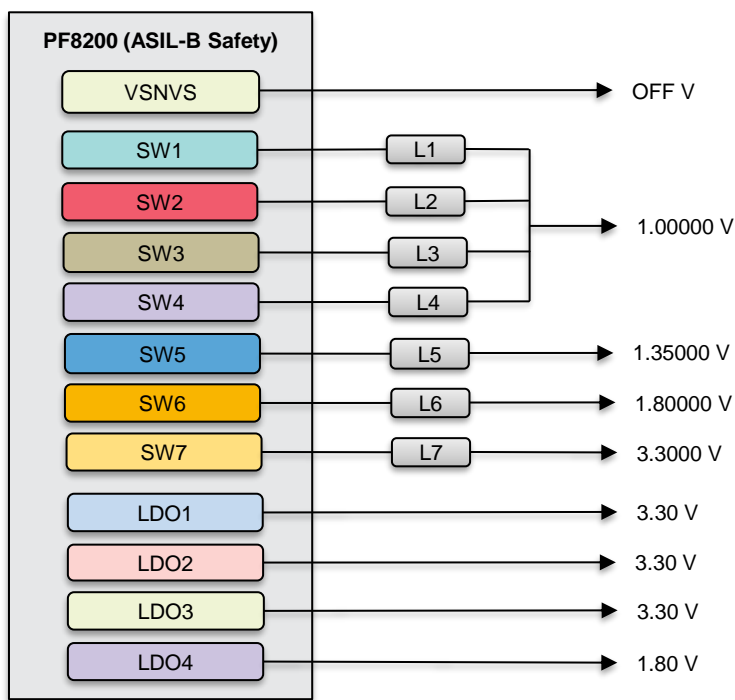 PF8200 (ASIL-B Safety)
VSNVS
OFF V
SW1
L1
SW2
L2
1.00000 V
SW3
L3
SW4
L4
SW5
L5
1.35000 V
SW6
L6
1.80000 V
SW7
L7
3.3000 V
LDO1
3.30 V
LDO2
3.30 V
LDO3
3.30 V
LDO4
1.80 V